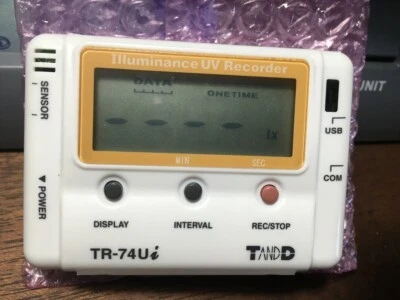 Illuminance UV Recorder
DATA
ONETIME
- - - -
lx
MIN
SEC
SENSOR
POWER
USB
COM
UNIT
DISPLAY
INTERVAL
REC/STOP
TR-74Ui
TANDD